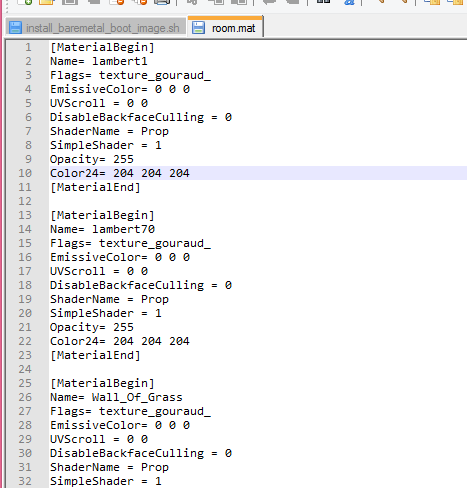 install_baremetal_boot_image.sh room.mat
1 [MaterialBegin]
2 Name= lambert1
3 Flags= texture_gouraud_
4 EmissiveColor= 0 0 0
5 UVScroll = 0 0
6 DisableBackfaceCulling = 0
7 ShaderName = Prop
8 SimpleShader = 1
9 Opacity= 255
10 Color24= 204 204 204
11 [MaterialEnd]
12
13 [MaterialBegin]
14 Name= lambert70
15 Flags= texture_gouraud_
16 EmissiveColor= 0 0 0
17 UVScroll = 0 0
18 DisableBackfaceCulling = 0
19 ShaderName = Prop
20 SimpleShader = 1
21 Opacity= 255
22 Color24= 204 204 204
23 [MaterialEnd]
24
25 [MaterialBegin]
26 Name= Wall_Of_Grass
27 Flags= texture_gouraud_
28 EmissiveColor= 0 0 0
29 UVScroll = 0 0
30 DisableBackfaceCulling = 0
31 ShaderName = Prop
32 SimpleShader = 1